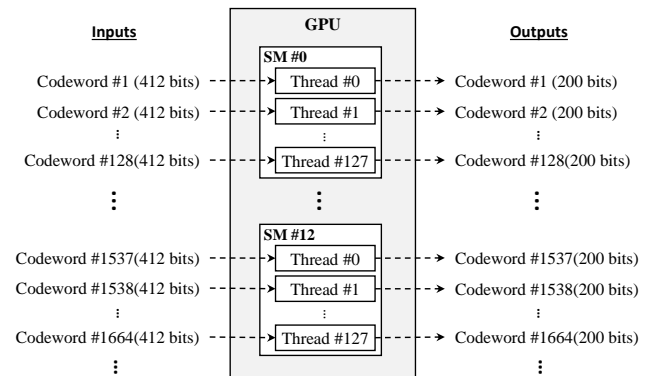 GPU
Inputs
Outputs
SM #0
Codeword #1 (412 bits)
Thread #0
Codeword #1 (200 bits)
Codeword #2 (412 bits)
Thread #1
Codeword #2 (200 bits)
⋮
⋮
⋮
Codeword #128(412 bits)
Thread #127
Codeword #128(200 bits)
⋮
⋮
⋮
SM #12
Codeword #1537(412 bits)
Thread #0
Codeword #1537(200 bits)
Codeword #1538(412 bits)
Thread #1
Codeword #1538(200 bits)
⋮
⋮
⋮
Codeword #1664(412 bits)
Thread #127
Codeword #1664(200 bits)
⋮
⋮